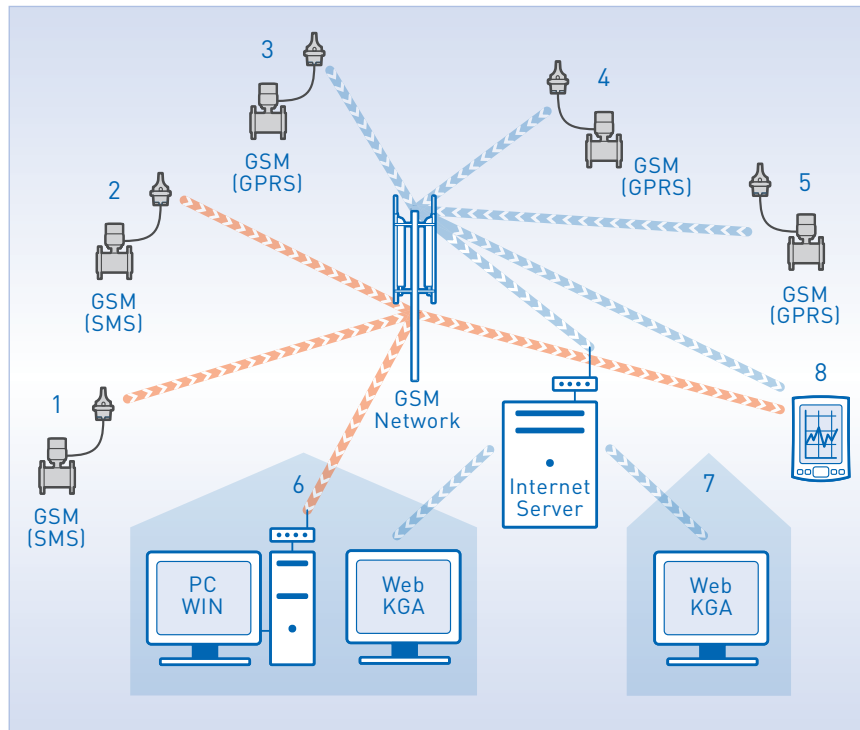 3
GSM
(GPRS)
4
GSM
(GPRS)
2
GSM
(SMS)
5
GSM
(GPRS)
1
GSM
(SMS)
GSM
Network
8
6
PC
WIN
Web
KGA
Internet
Server
7
Web
KGA